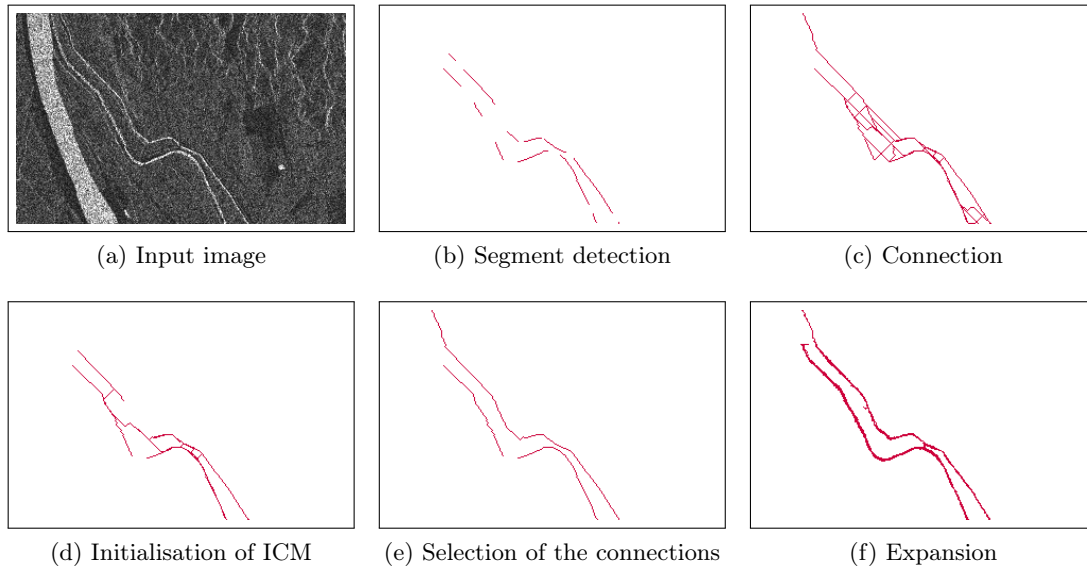 (a) Input image
(b) Segment detection
(c) Connection
(d) Initialisation of ICM
(e) Selection of the connections
(f) Expansion